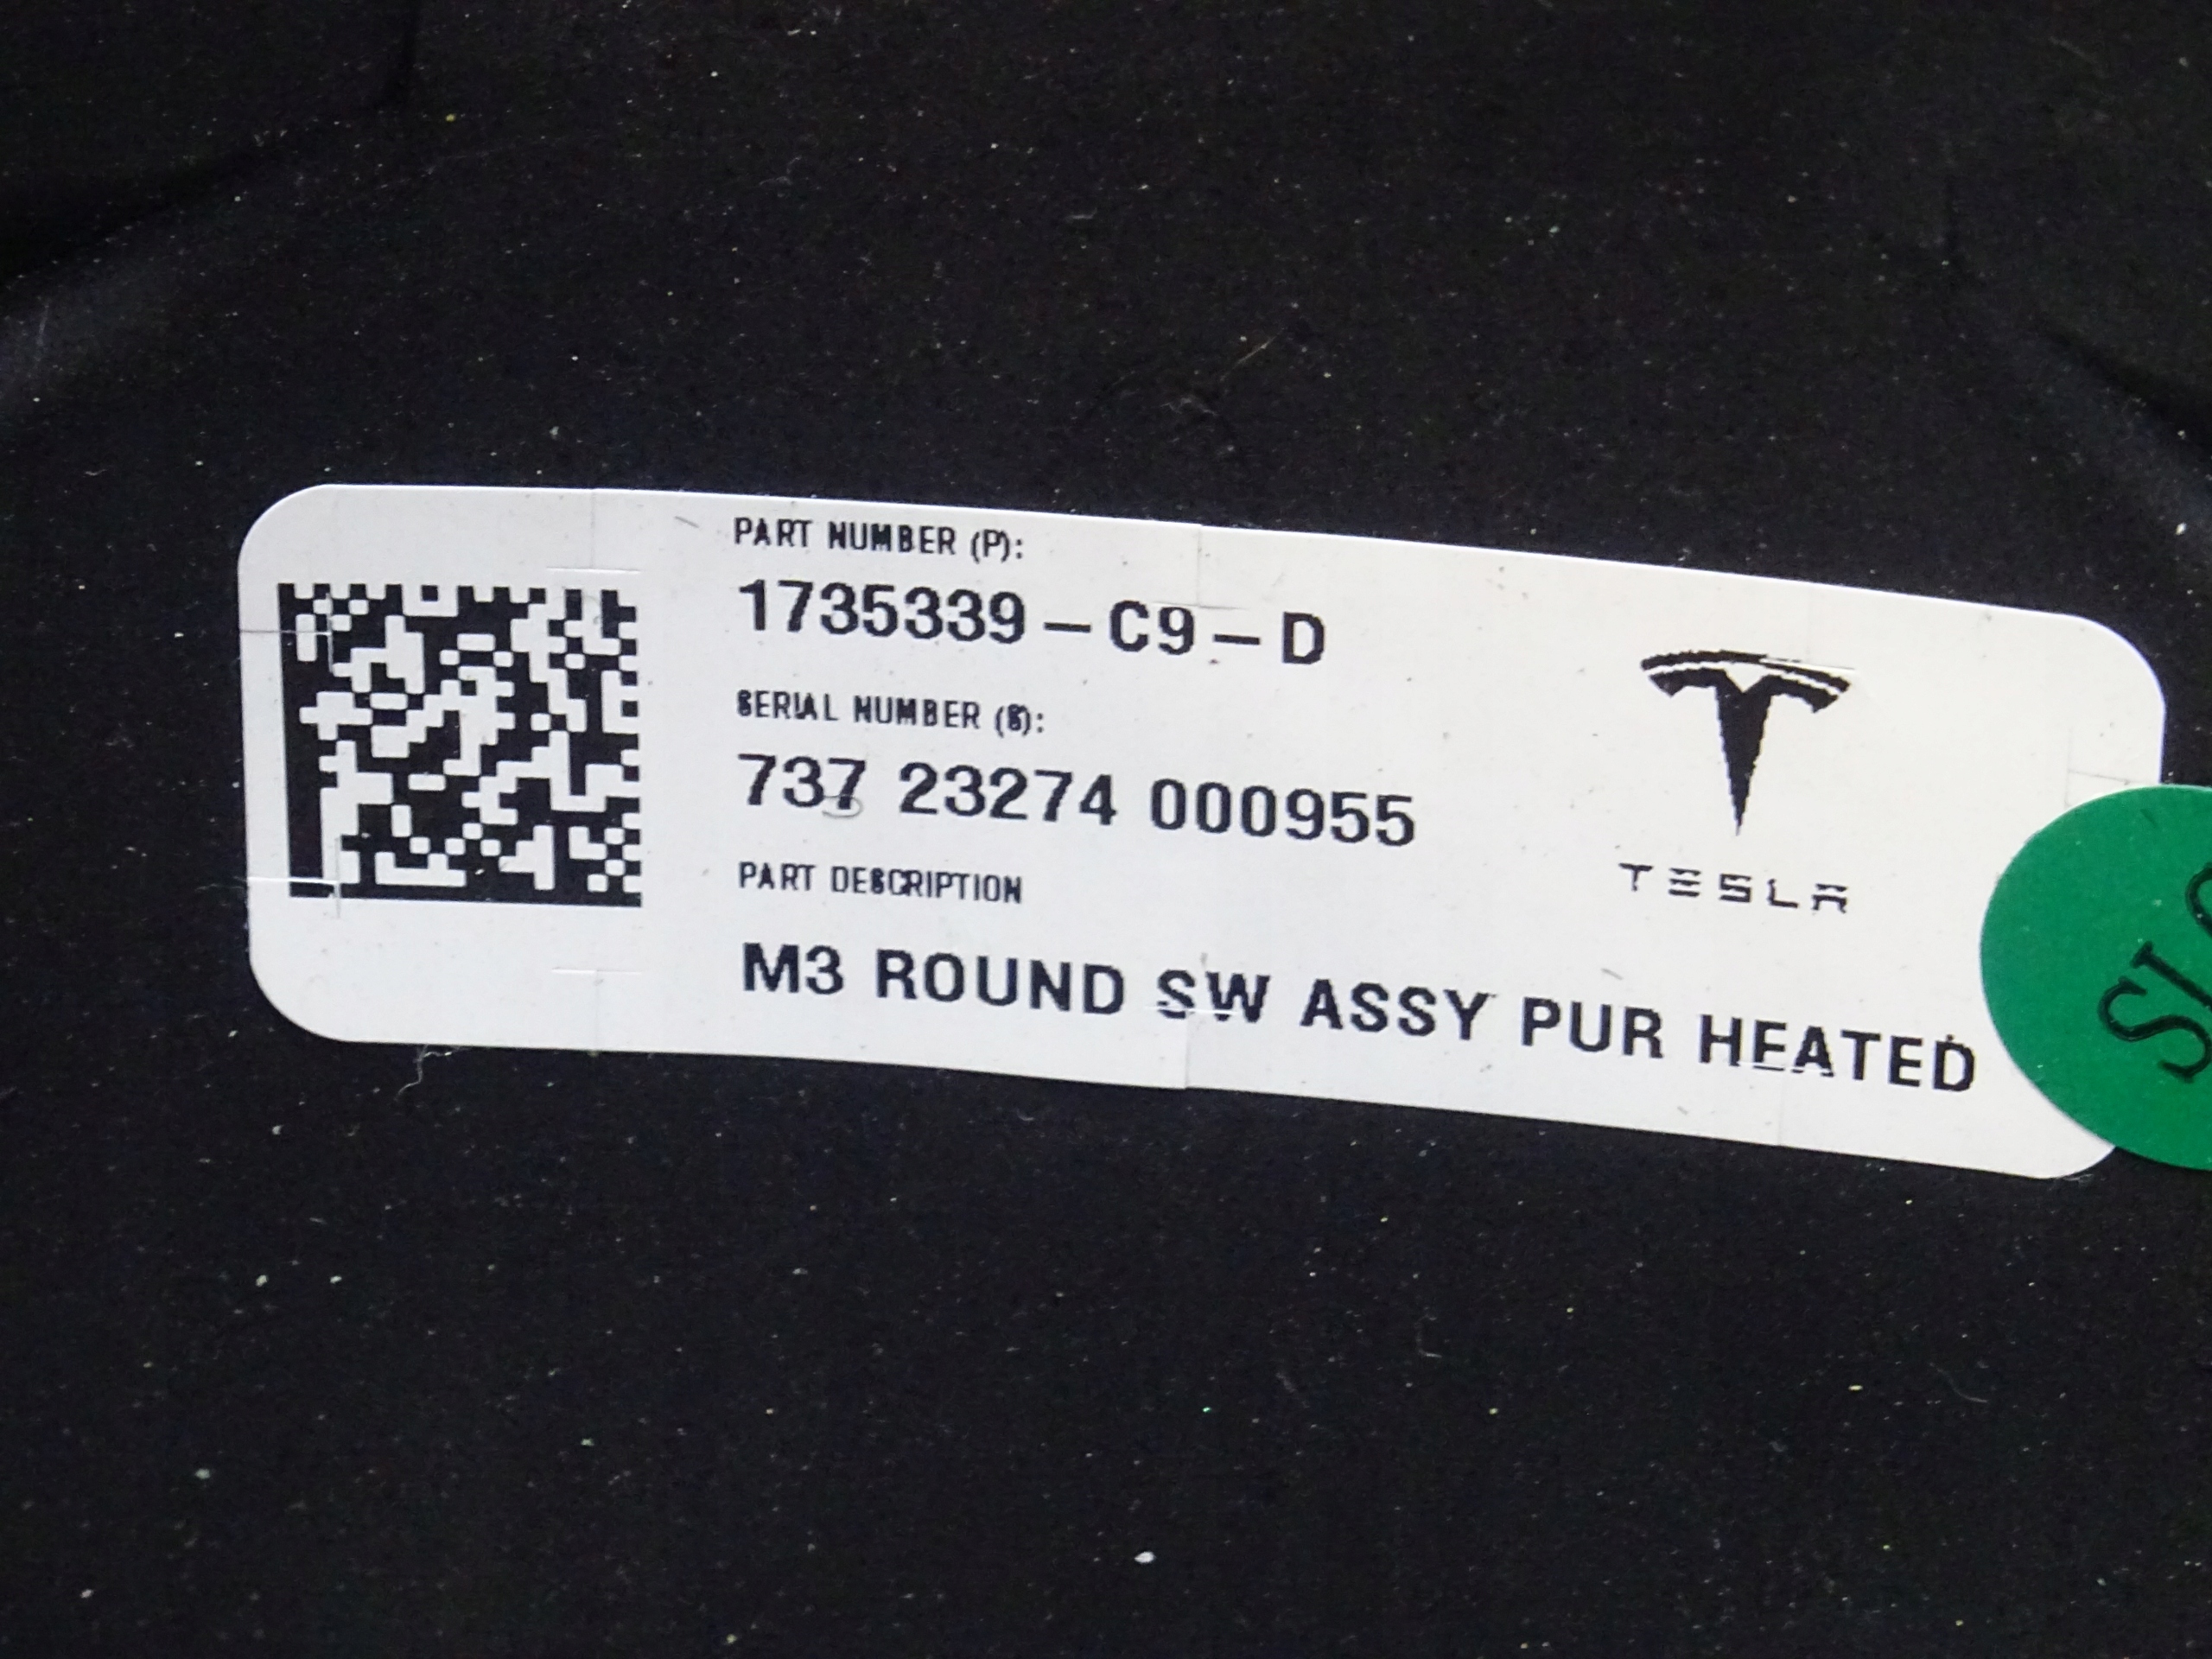 PART NUMBER (P):
1735339-C9-D
SERIAL NUMBER (S):
737 23274 000955
PART DESCRIPTION
M3 ROUND SW ASSY PUR HEATED
TESLA